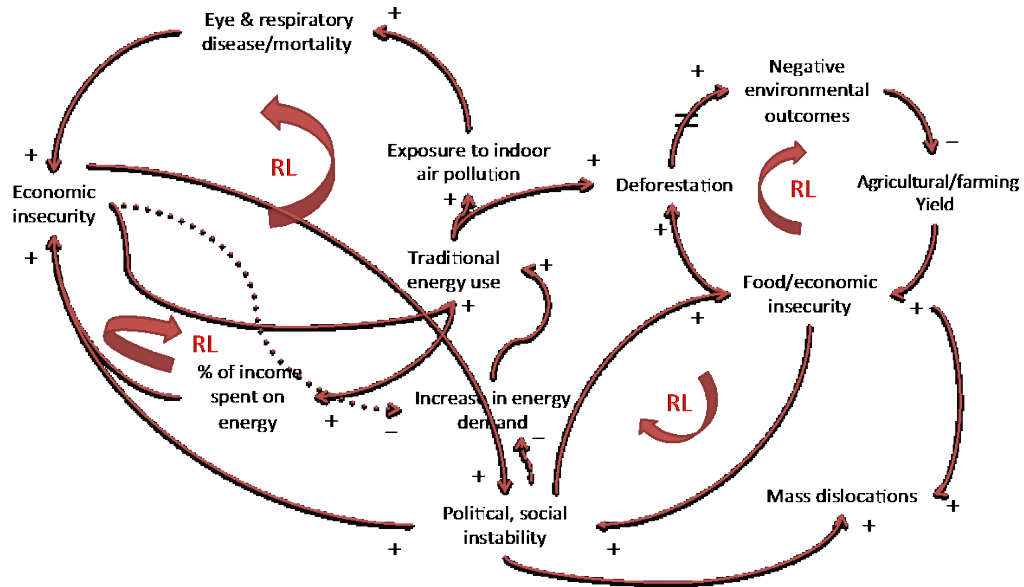 Eye & respiratory
disease/mortality
+
+
Negative
environmental
outcomes
=
+
Exposure to indoor
air pollution
+
RL
Economic
insecurity
+
+
Deforestation
+
RL
Agricultural/farming
Yield
−
Traditional
energy use
+
+
Food/economic
insecurity
+
+
+
RL
% of income
spent on
energy
+
Increase in energy
demand
−
−
RL
Political, social
instability
+
+
+
Mass dislocations
+
+